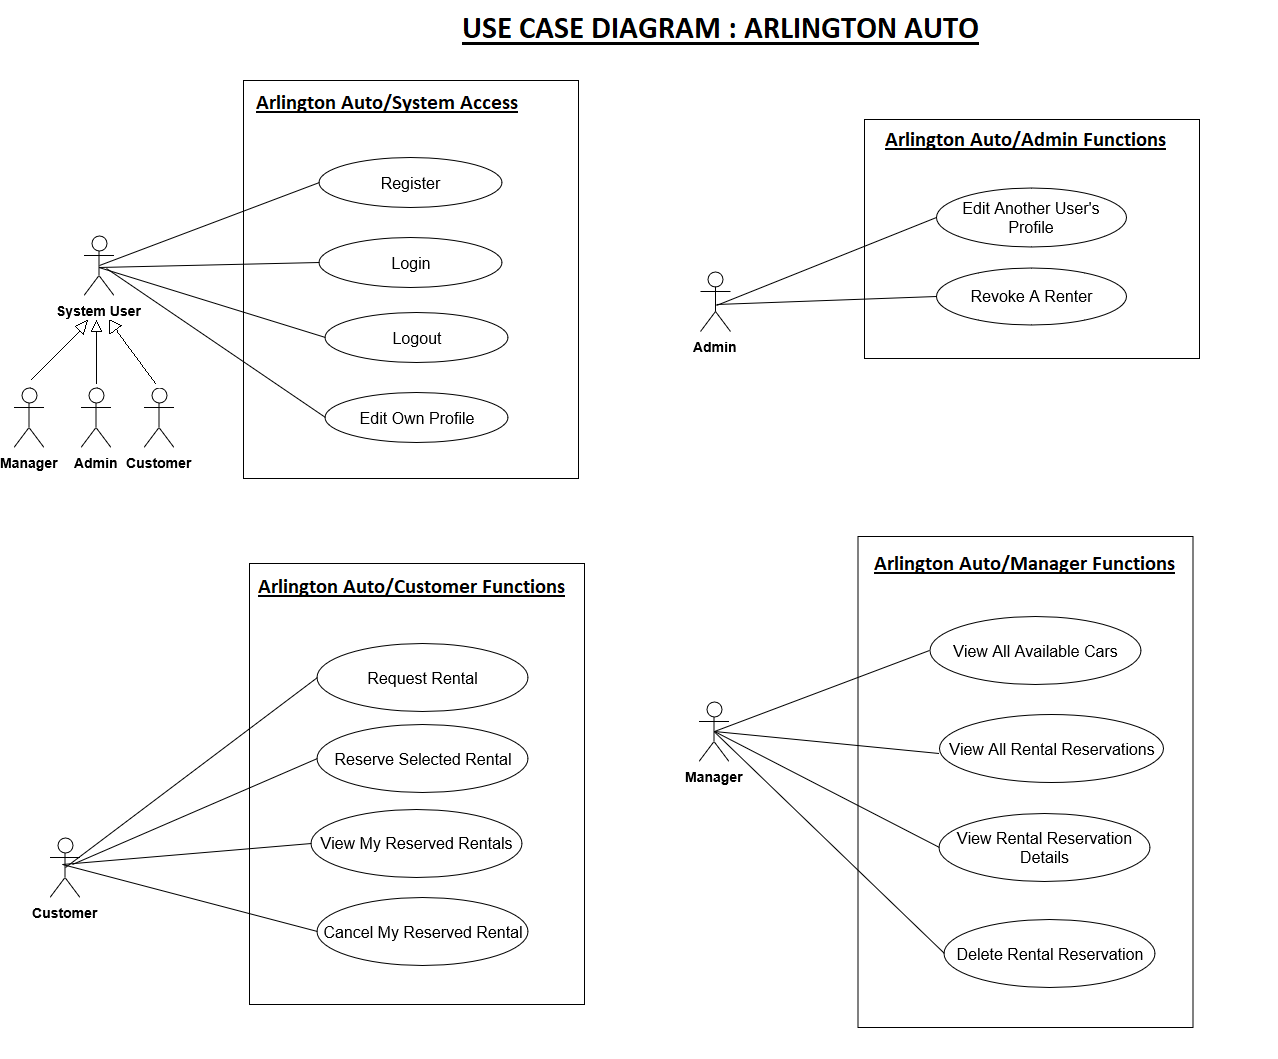 USE CASE DIAGRAM : ARLINGTON AUTO
Arlington Auto/System Access
Register
Login
Logout
Edit Own Profile
System User
Manager
Admin
Customer
Arlington Auto/Admin Functions
Edit Another User's
Profile
Revoke A Renter
Admin
Arlington Auto/Customer Functions
Request Rental
Reserve Selected Rental
View My Reserved Rentals
Cancel My Reserved Rental
Customer
Arlington Auto/Manager Functions
View All Available Cars
View All Rental Reservations
View Rental Reservation
Details
Delete Rental Reservation
Manager